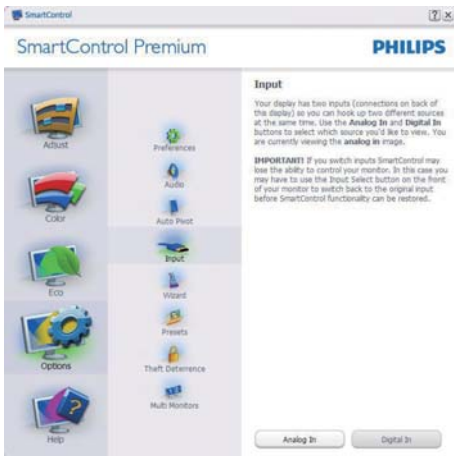 SmartControl
SmartControl Premium
PHILIPS
Adjust
Color
Eco
Options
Help
Preferences
Audio
Auto Pivot
Input
Wizard
Presets
Theft Deterrence
Multi Monitors
Input
Your display has two inputs (connections on back of
this display) so you can hook up two different sources
at the same time. Use the Analog In and Digital In
buttons to select which source you'd like to view. You
are currently viewing the analog in image.
IMPORTANT! If you switch inputs SmartControl may
lose the ability to control your monitor. In this case you
may have to use the Input Select button on the front
of your monitor to switch back to the original input
before SmartControl functionality can be restored.
Analog In
Digital In